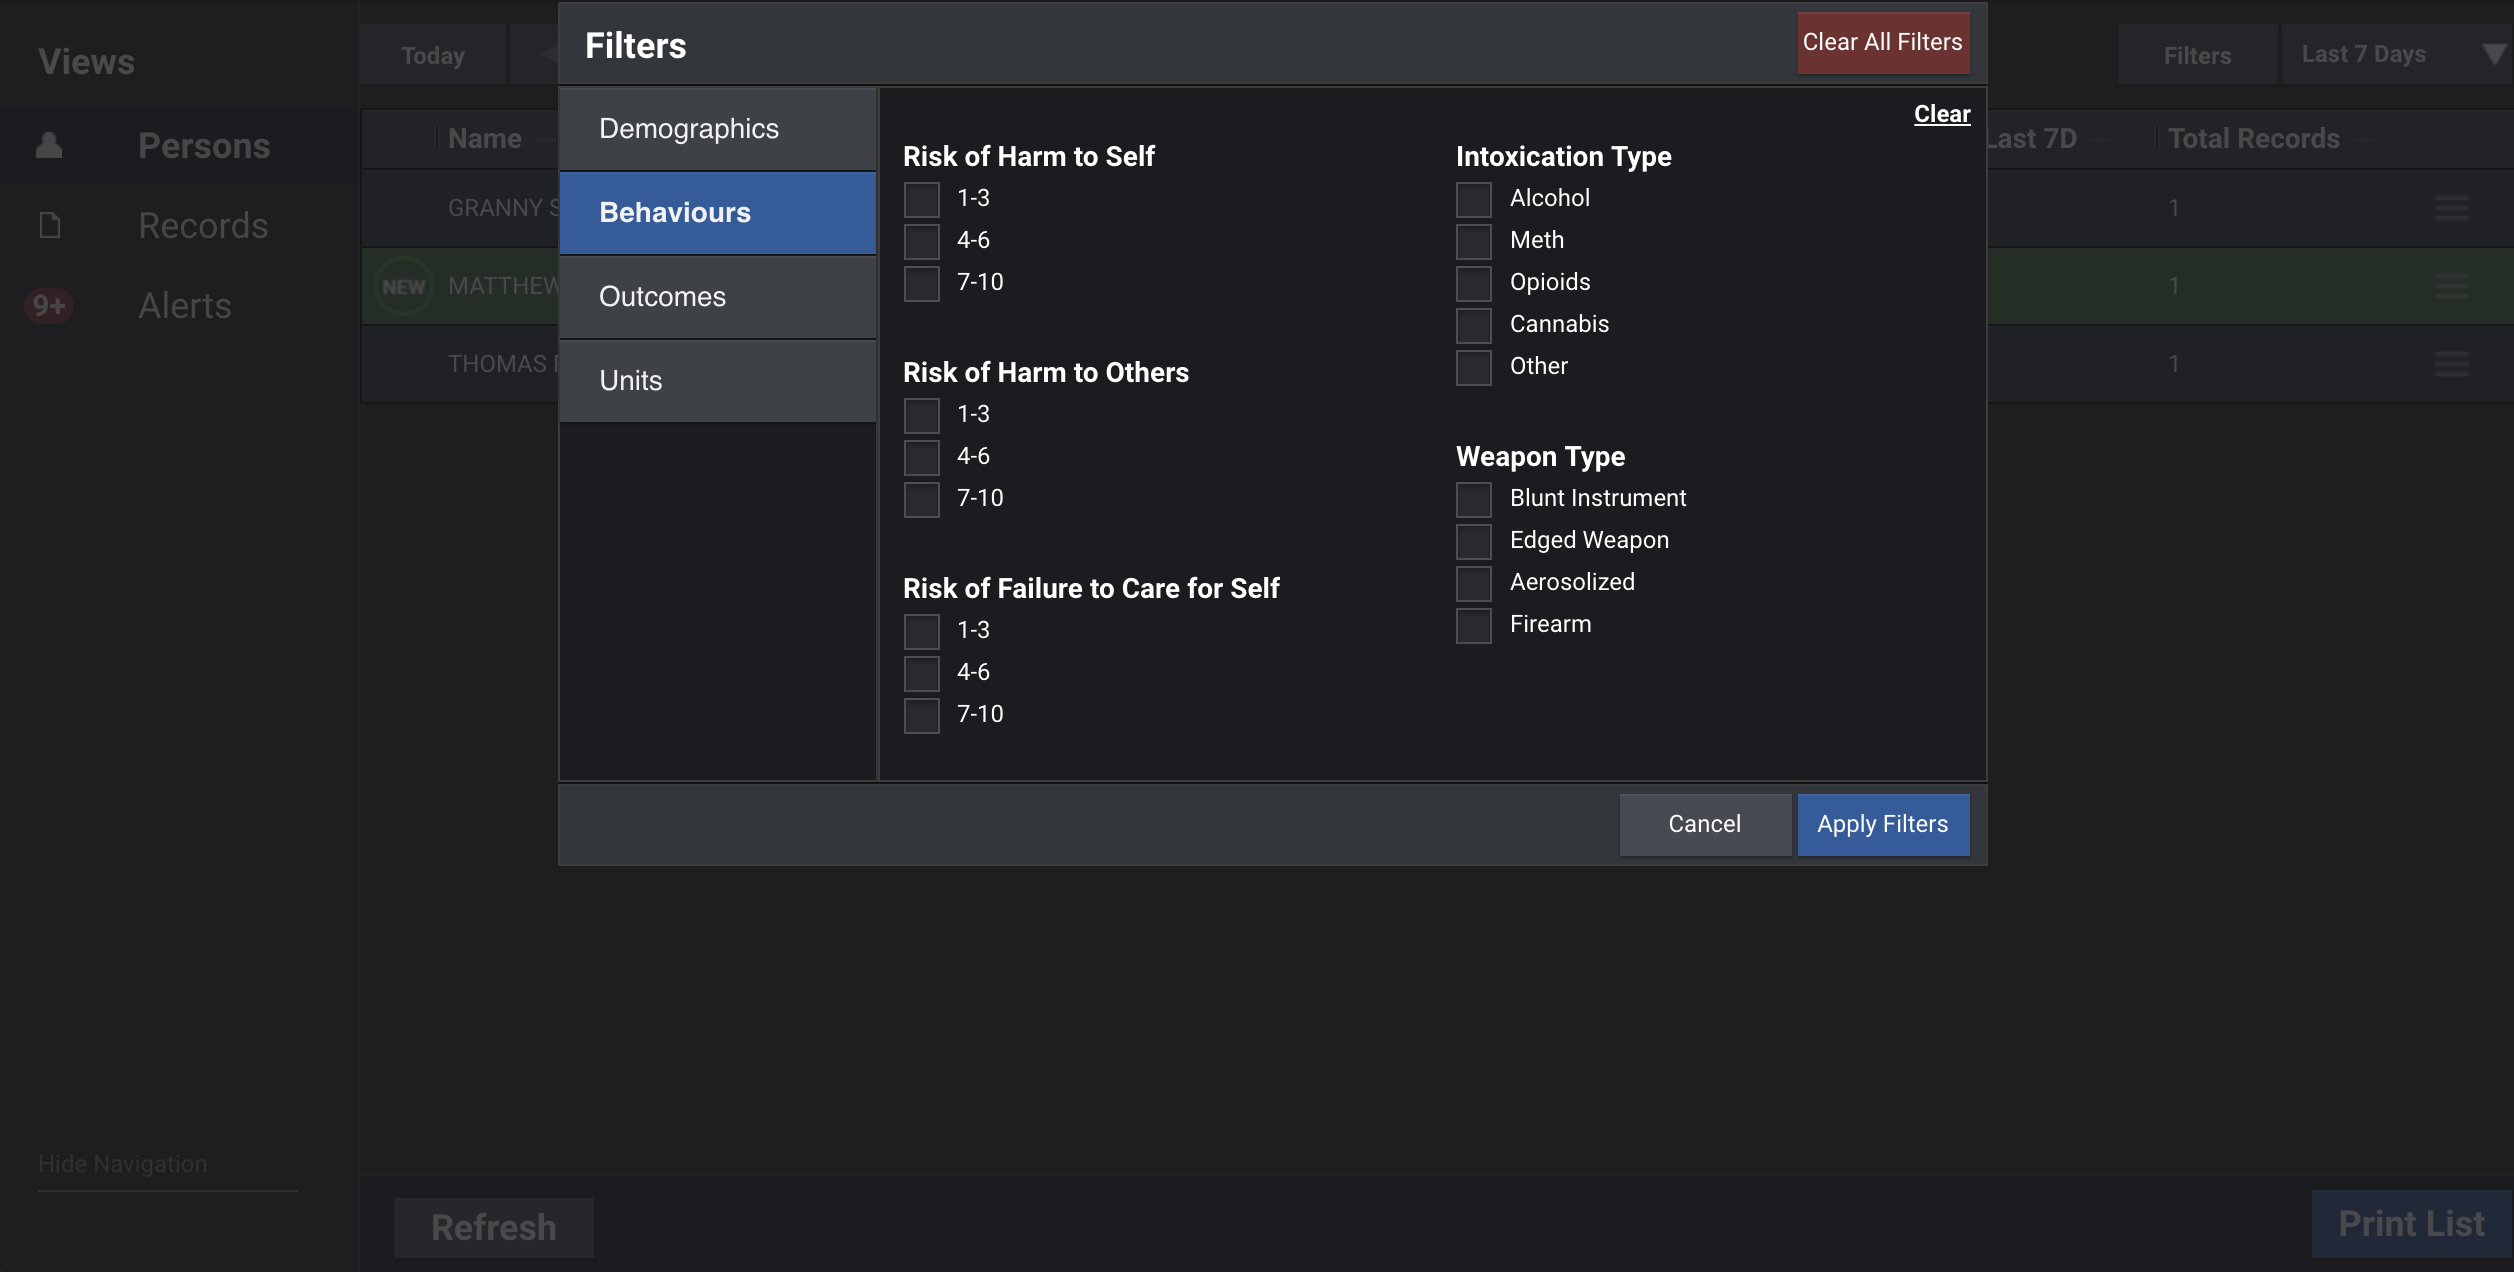 Views
Persons
Records
9+ Alerts
Hide Navigation
Today
Filters
Last 7 Days
Name
Last 7D
Total Records
GRANNY
1
NEW MATTHEW
1
THOMAS
1
Filters
Clear All Filters
Demographics
Behaviours
Outcomes
Units
Clear
Risk of Harm to Self
1-3
4-6
7-10
Risk of Harm to Others
1-3
4-6
7-10
Risk of Failure to Care for Self
1-3
4-6
7-10
Intoxication Type
Alcohol
Meth
Opioids
Cannabis
Other
Weapon Type
Blunt Instrument
Edged Weapon
Aerosolized
Firearm
Cancel
Apply Filters
Refresh
Print List